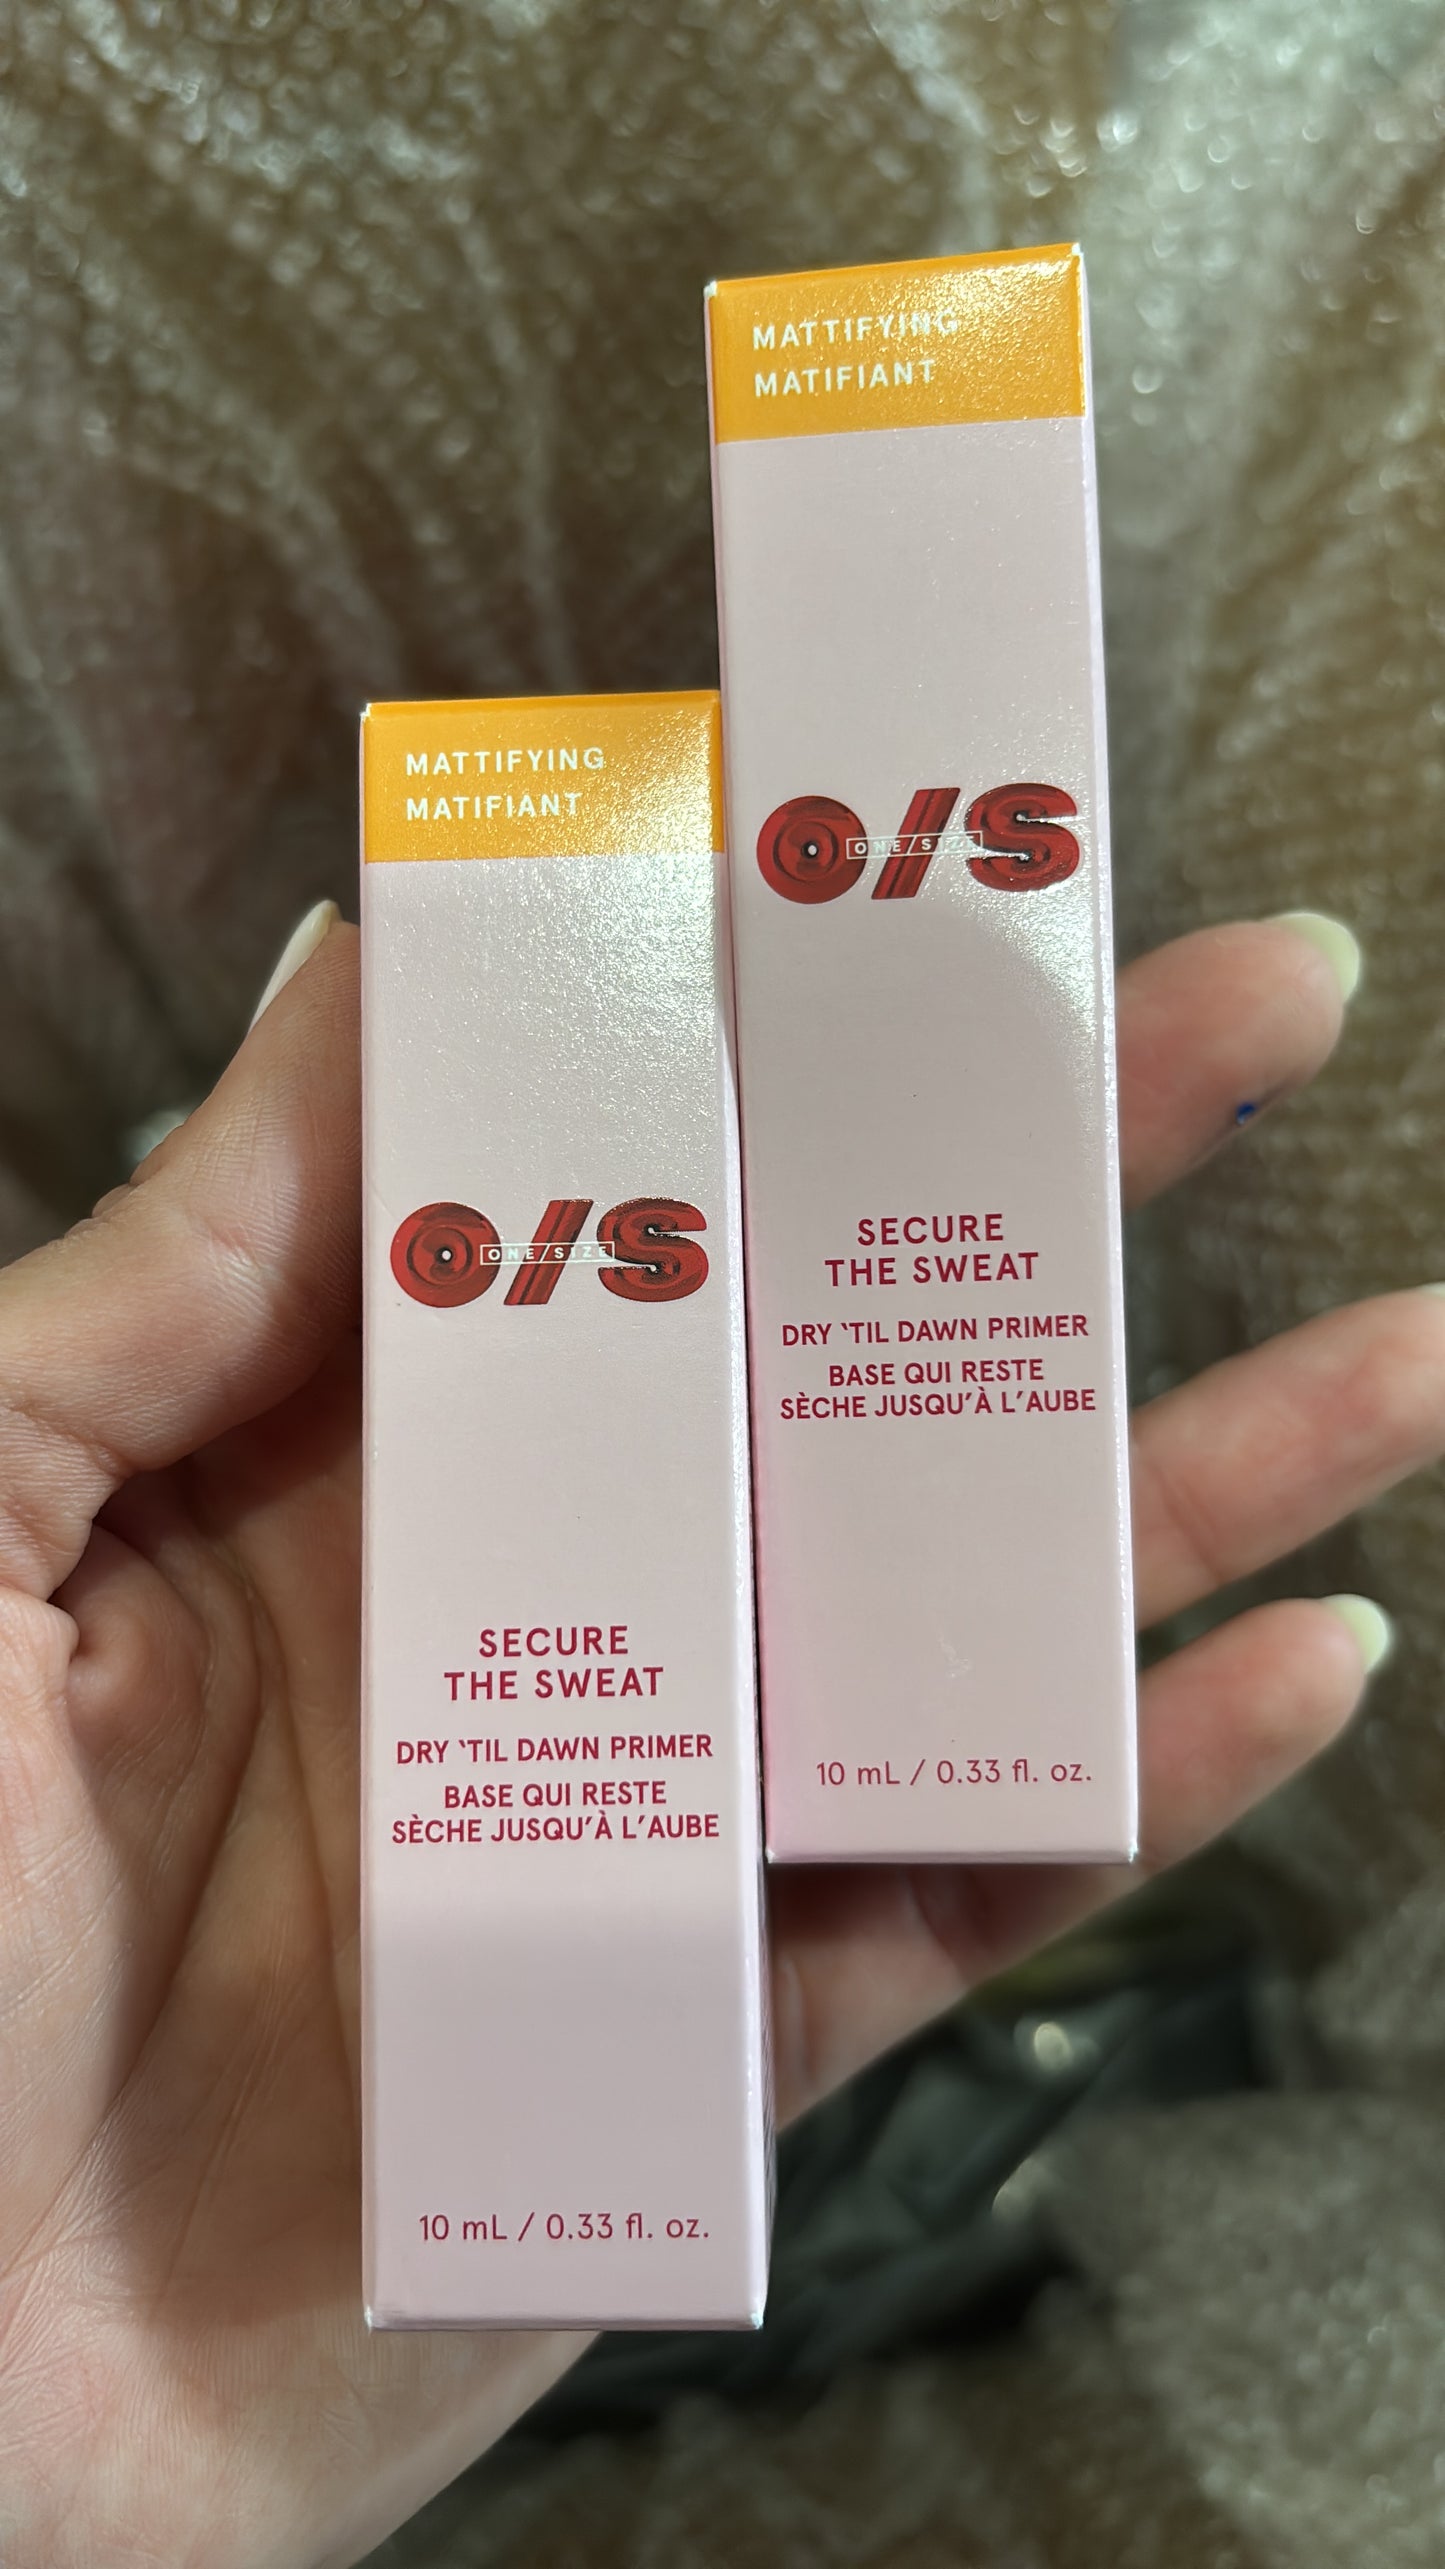 MATTIFYING
MATIFIANT
O/S
ONE/SIZE
SECURE
THE SWEAT
DRY ‵TIL DAWN PRIMER
BASE QUI RESTE
SÈCHE JUSQU’À L’AUBE
10 mL / 0.33 fl. oz.
MATTIFYING
MATIFIANT
O/S
ONE/SIZE
SECURE
THE SWEAT
DRY ‵TIL DAWN PRIMER
BASE QUI RESTE
SÈCHE JUSQU’À L’AUBE
10 mL / 0.33 fl. oz.